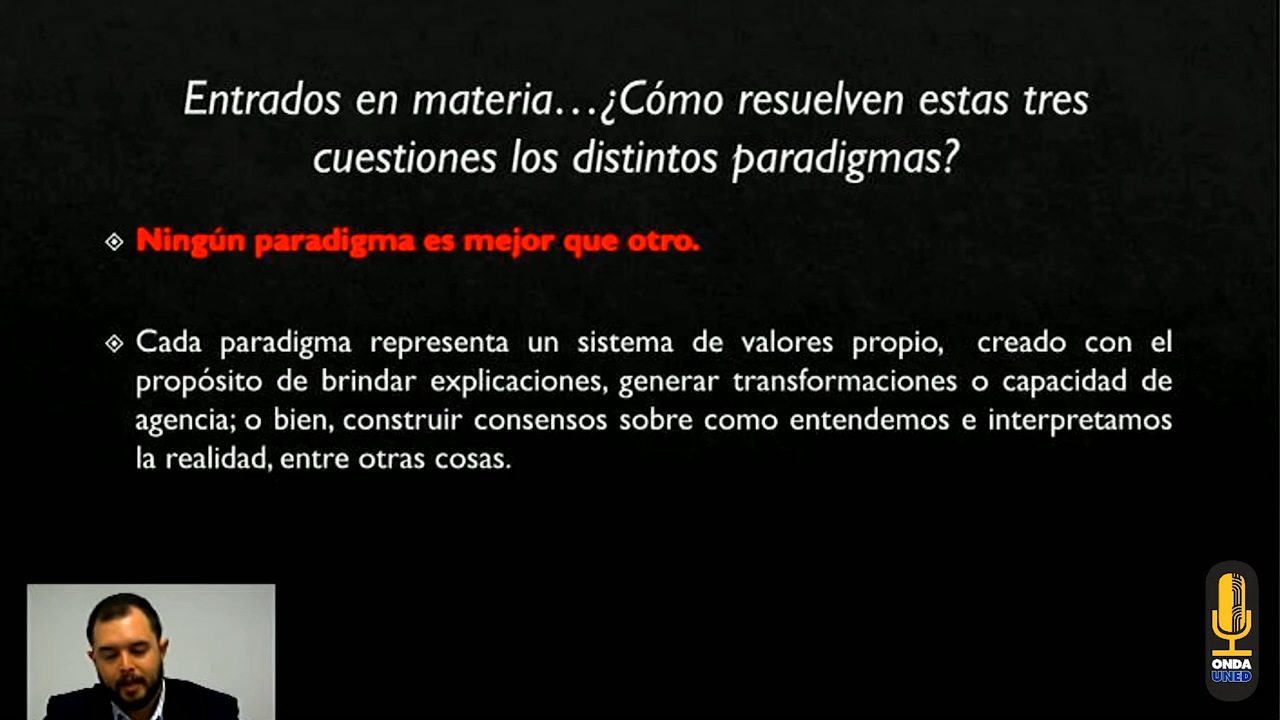 Entrados en materia…¿Cómo resuelven estas tres
cuestiones los distintos paradigmas?
Ningún paradigma es mejor que otro.
Cada paradigma representa un sistema de valores propio, creado con el
propósito de brindar explicaciones, generar transformaciones o capacidad de
agencia; o bien, construir consensos sobre como entendemos e interpretamos
la realidad, entre otras cosas.
ONDA
UNED